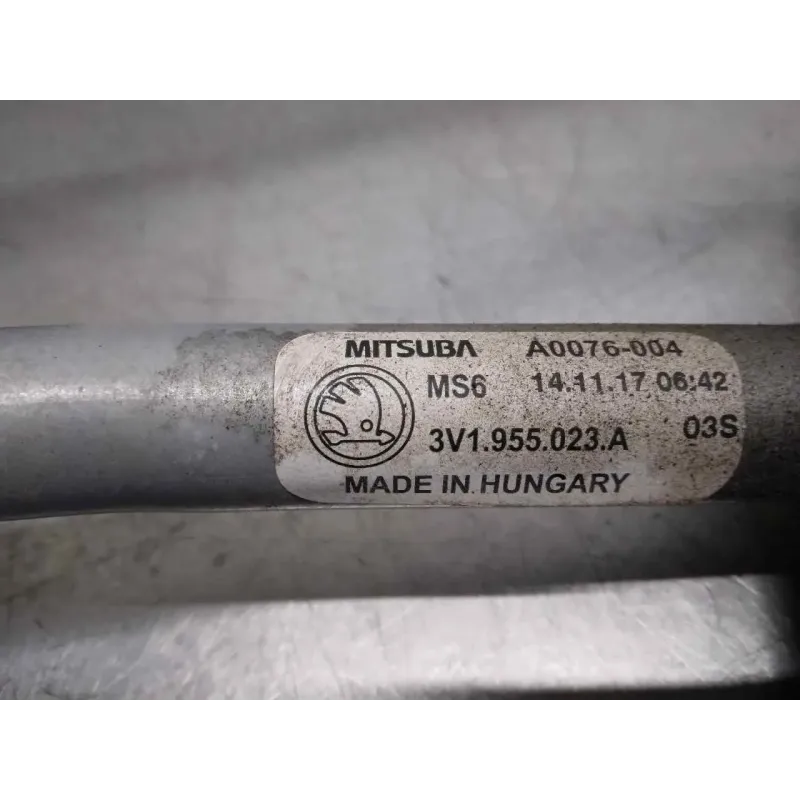 MITSUBA A0076-004
MS6 14.11.17 06:42
3V1.955.023.A 03S
MADE IN HUNGARY